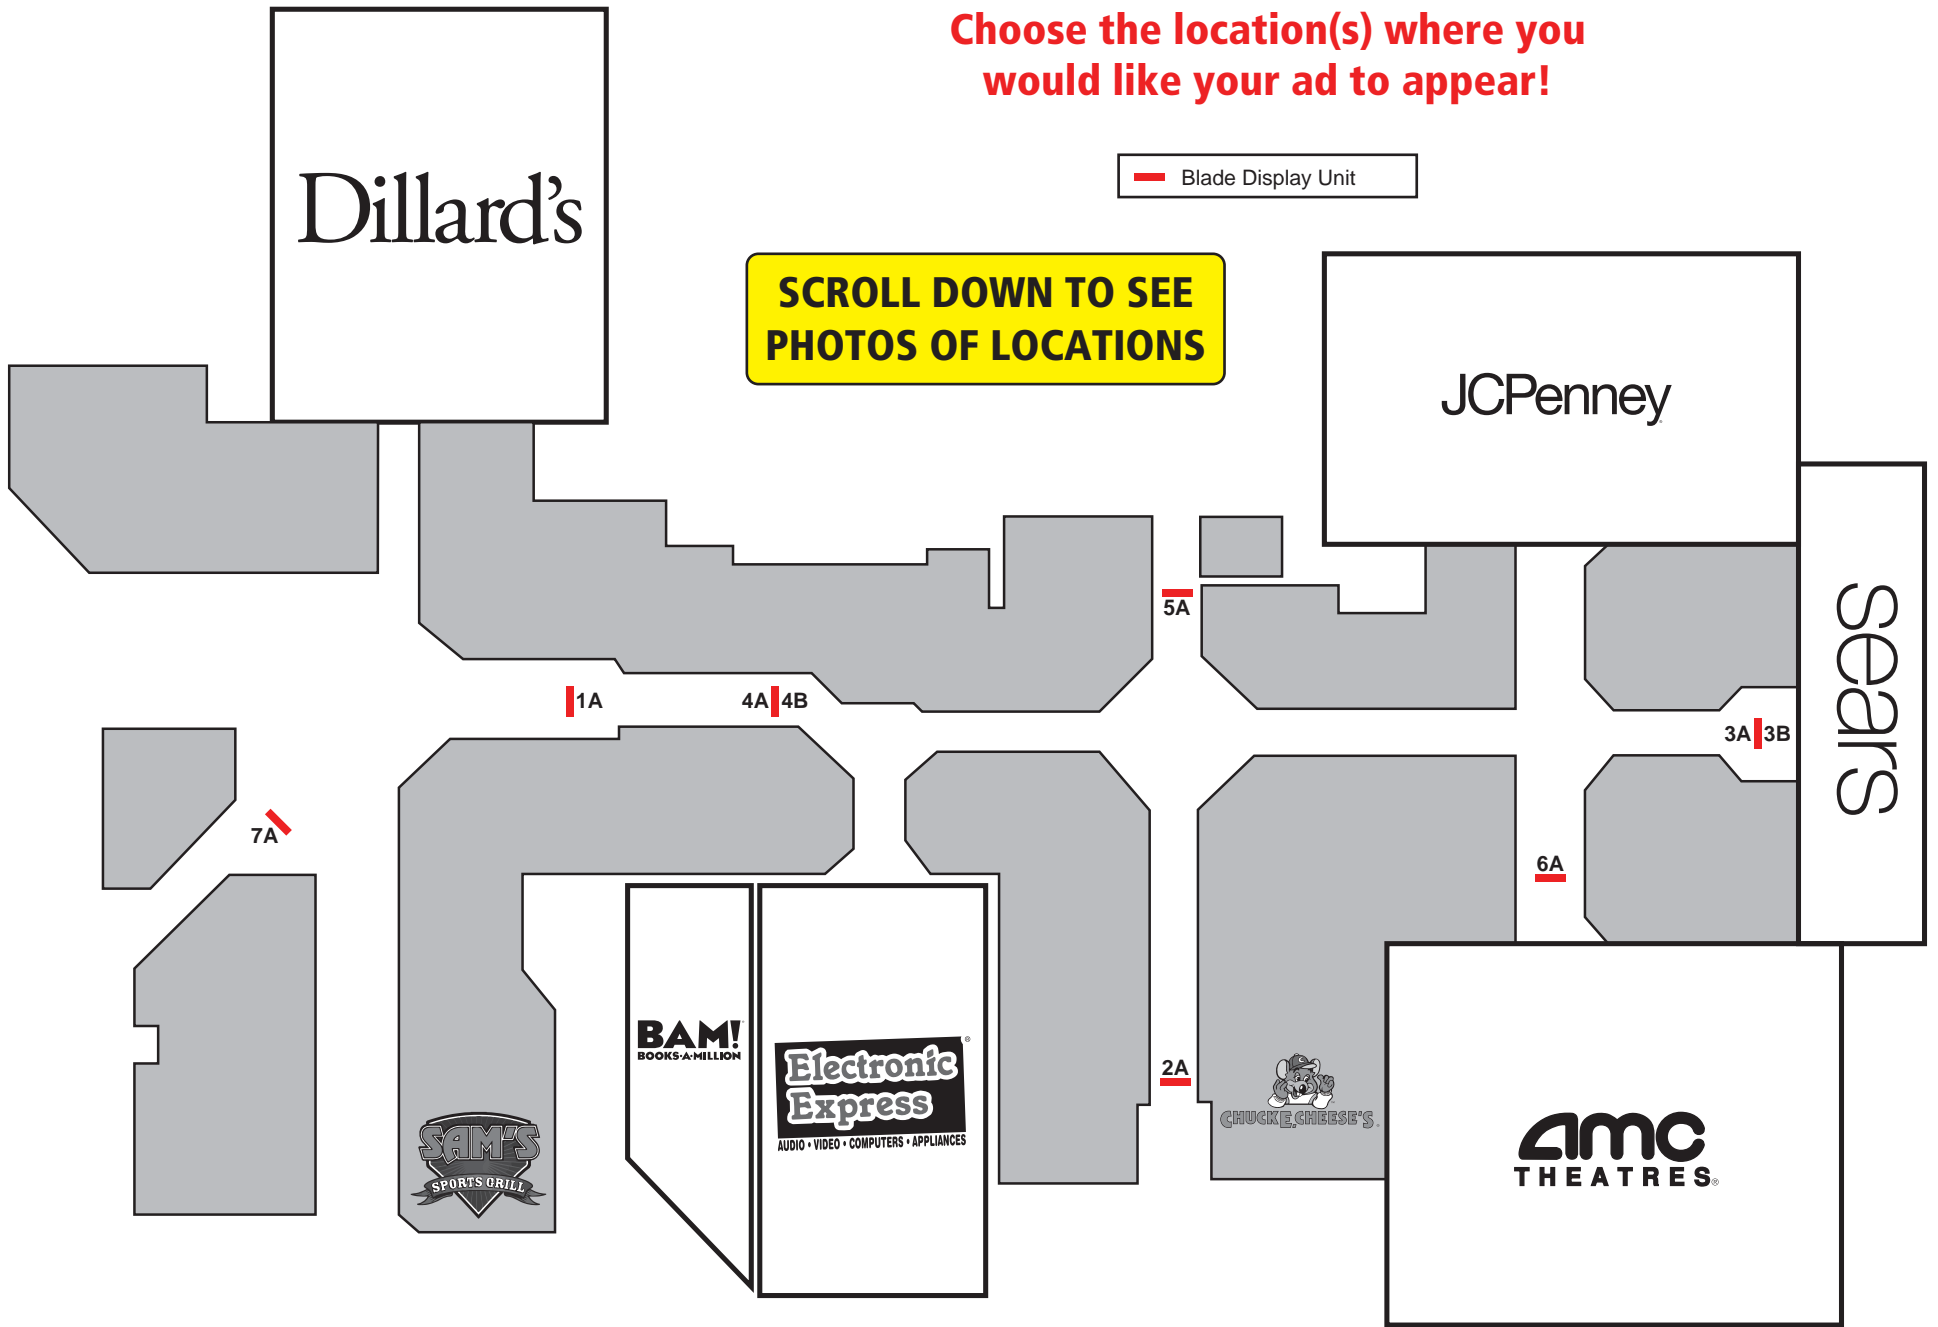 Choose the location(s) where you
would like your ad to appear!
Blade Display Unit
Dillard's
SCROLL DOWN TO SEE
PHOTOS OF LOCATIONS
JCPenney
sears
5A
1A
4A 4B
3A 3B
7A
6A
BAM!
BOOKS•A•MILLION
Electronic
Express®
AUDIO • VIDEO • COMPUTERS • APPLIANCES
2A
CHUCK E. CHEESE'S
SAM'S
SPORTS GRILL
amc
THEATRES®